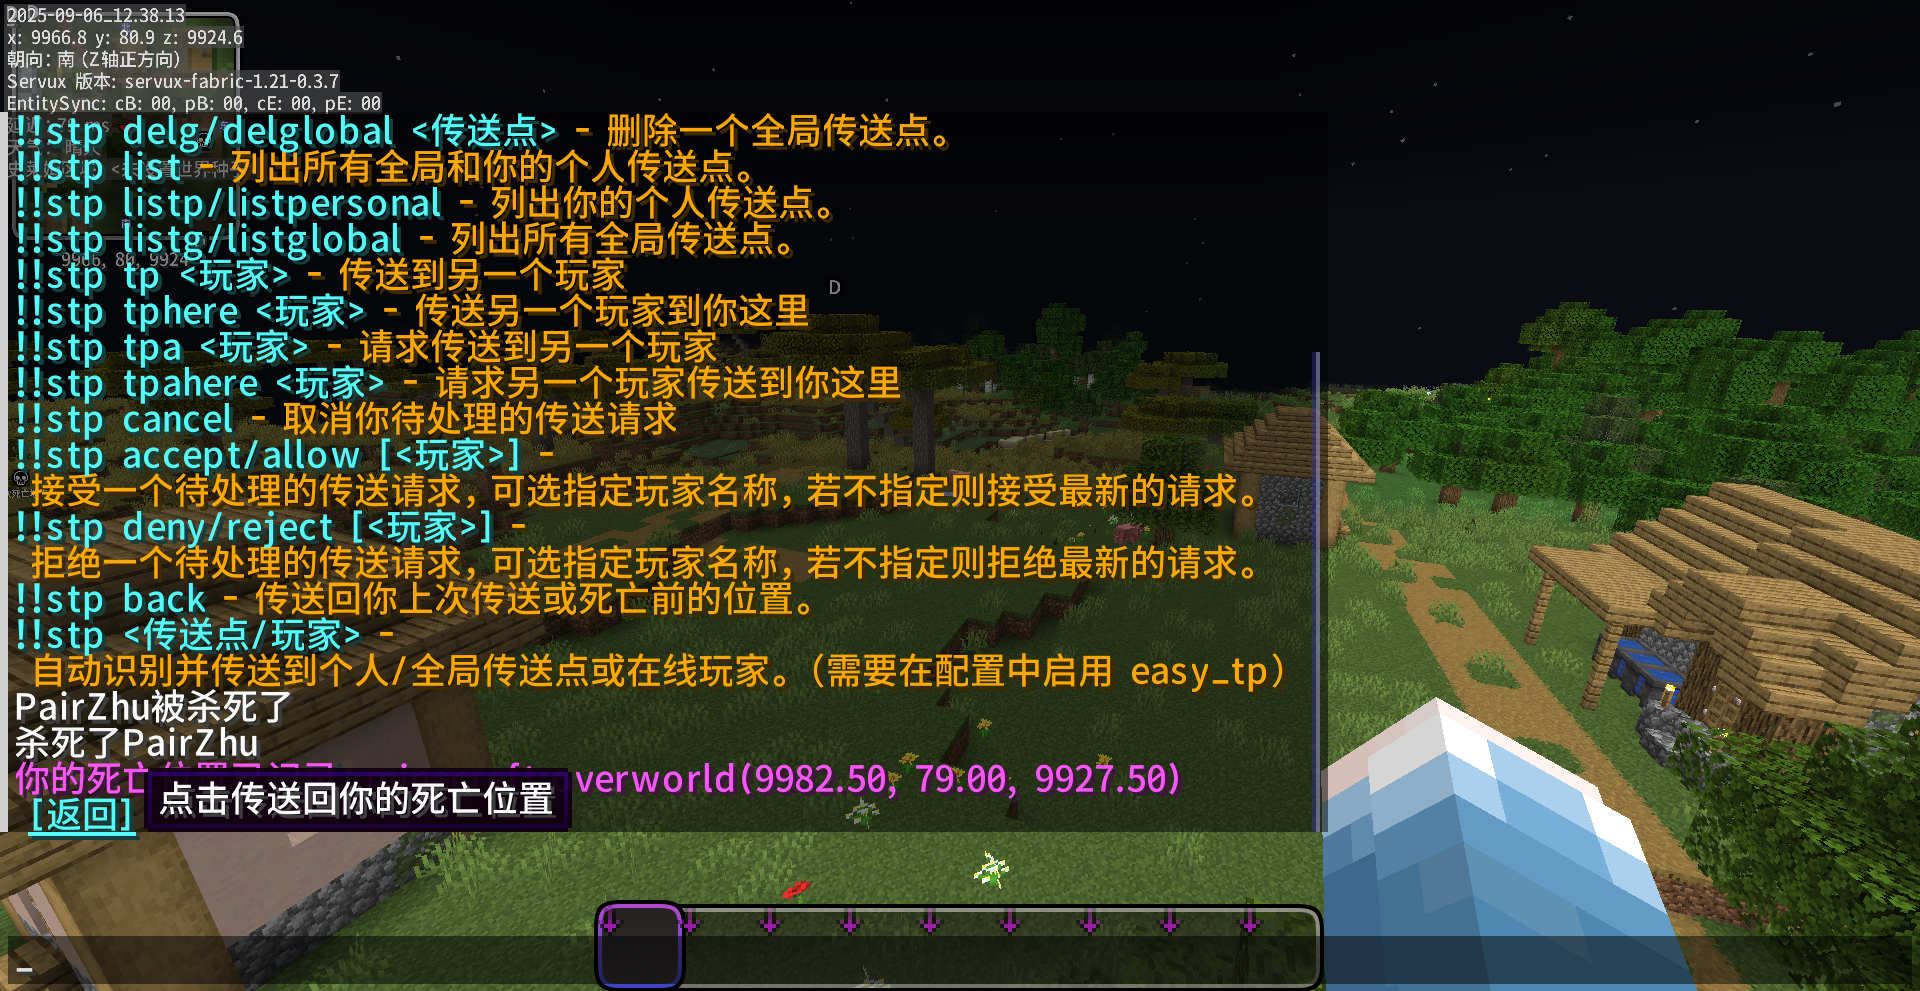 2025-09-06_12.38.13
x: 9966.8 y: 80.9 z: 9924.6
朝向: 南 (Z轴正方向)
Servux 版本: servux-fabric-1.21-0.3.7
EntitySync: cB: 00, pB: 00, cE: 00, pE: 00
!!stp delg/delglobal <传送点> - 删除一个全局传送点。
!!stp list - 列出所有全局和你的个人传送点。
!!stp listp/listpersonal - 列出你的个人传送点。
!!stp listg/listglobal - 列出所有全局传送点。
9966, 80, 9924
!!stp tp <玩家> - 传送到另一个玩家
D
!!stp tphere <玩家> - 传送另一个玩家到你这里
!!stp tpa <玩家> - 请求传送到另一个玩家
!!stp tpahere <玩家> - 请求另一个玩家传送到你这里
!!stp cancel - 取消你待处理的传送请求
!!stp accept/allow [<玩家>] -
接受一个待处理的传送请求，可选指定玩家名称，若不指定则接受最新的请求。
!!stp deny/reject [<玩家>] -
拒绝一个待处理的传送请求，可选指定玩家名称，若不指定则拒绝最新的请求。
!!stp back - 传送回你上次传送或死亡前的位置。
!!stp <传送点/玩家> -
自动识别并传送到个人/全局传送点或在线玩家。（需要在配置中启用 easy_tp）
PairZhu被杀死了
杀死了PairZhu
你的死亡 verworld(9982.50, 79.00, 9927.50)
[返回] 点击传送回你的死亡位置
_